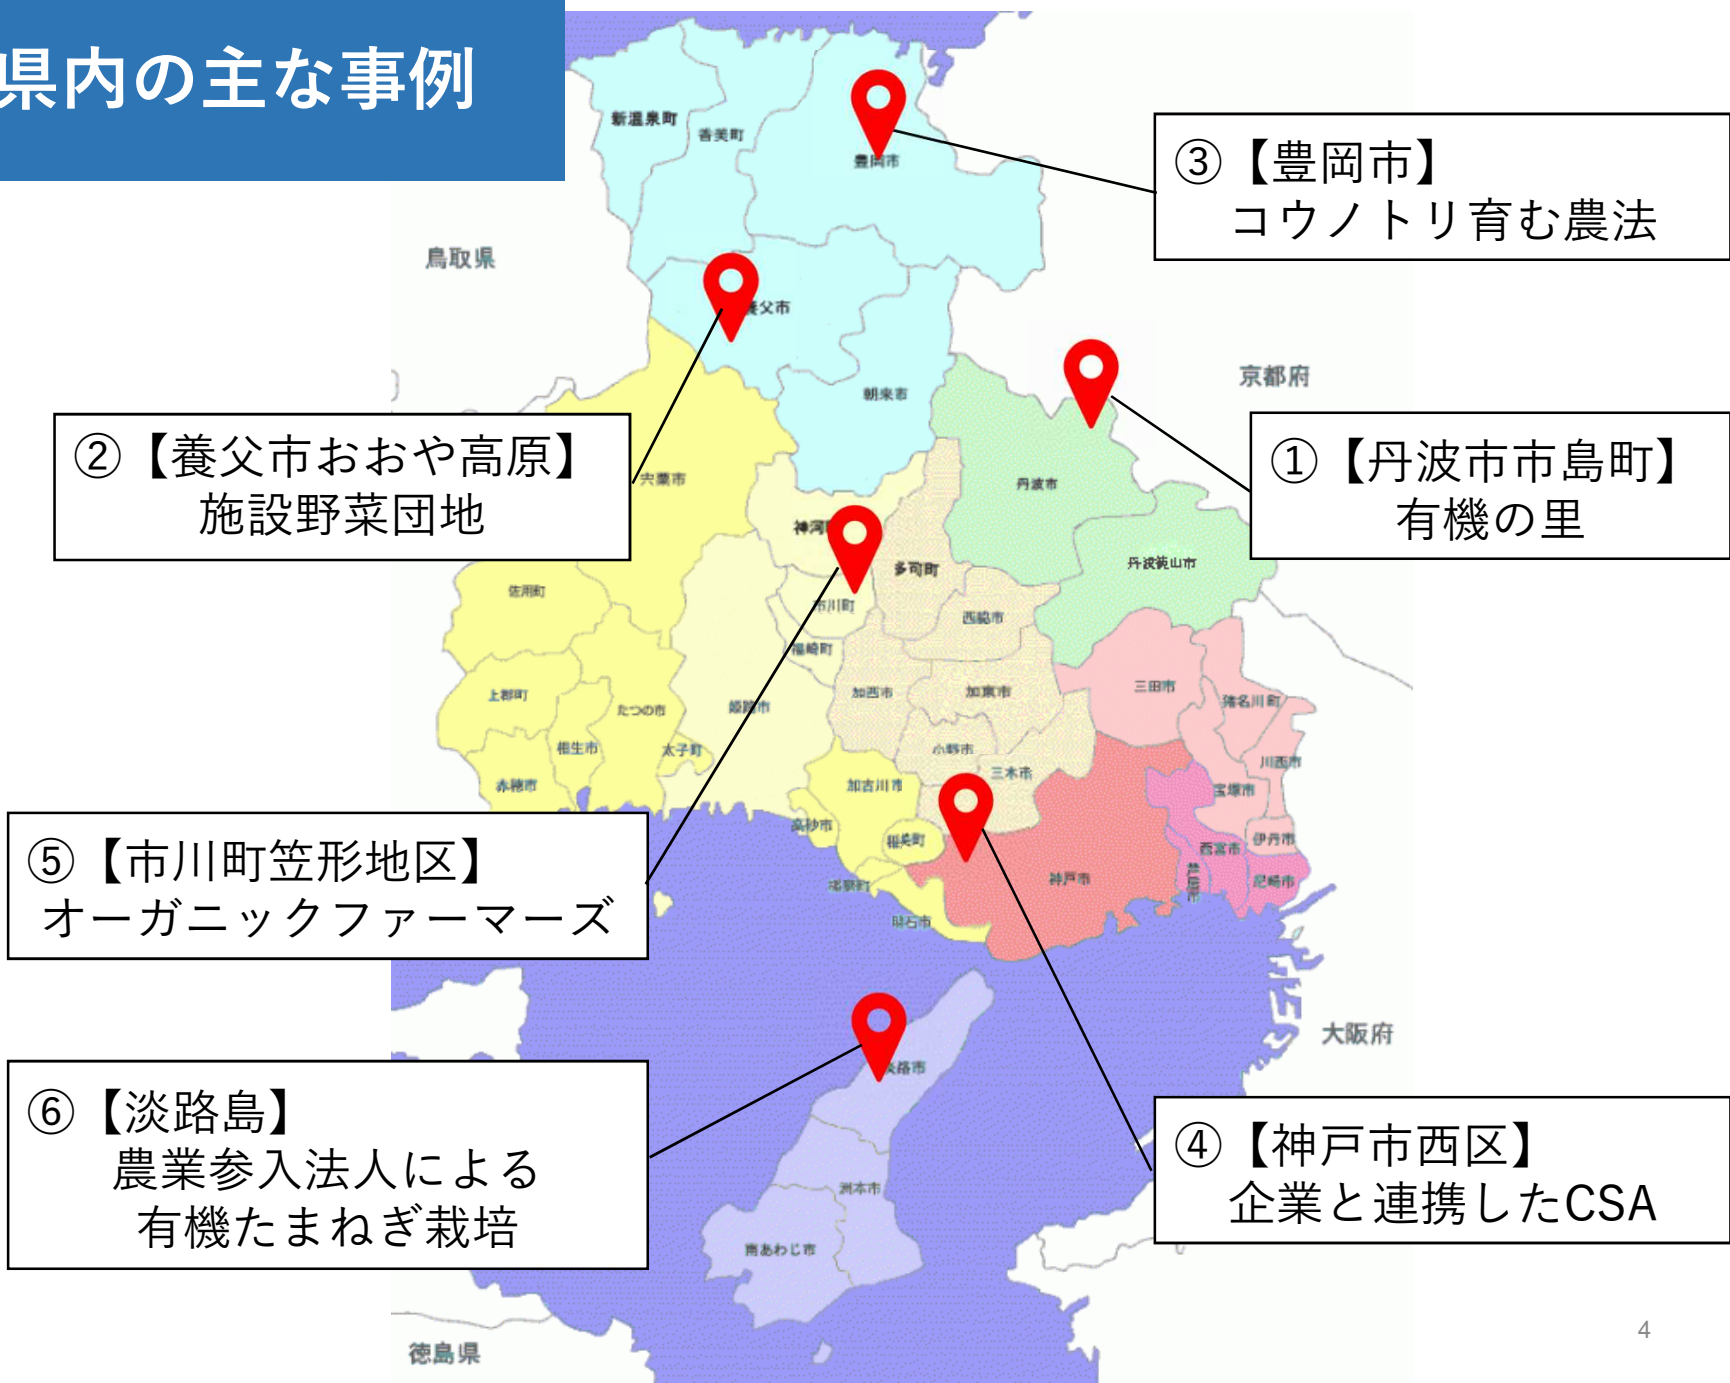 県内の主な事例
新温泉町
香美町
豊岡市
③【豊岡市】
コウノトリ育む農法
鳥取県
養父市
朝来市
京都府
②【養父市おおや高原】
施設野菜団地
①【丹波市市島町】
有機の里
宍粟市
丹波市
神河
多可町
丹波篠山市
佐用町
市川町
西脇市
福崎町
上郡町
たつの市
姫路市
加西市
加東市
三田市
猪名川町
相生市
太子町
小野市
三木市
川西市
赤穂市
加古川市
宝塚市
高砂市
稲美町
西宮市
伊丹市
⑤【市川町笠形地区】
オーガニックファーマーズ
播磨町
神戸市
芦屋市
尼崎市
明石市
大阪府
淡路市
⑥【淡路島】
農業参入法人による
有機たまねぎ栽培
④【神戸市西区】
企業と連携したCSA
洲本市
南あわじ市
徳島県
4